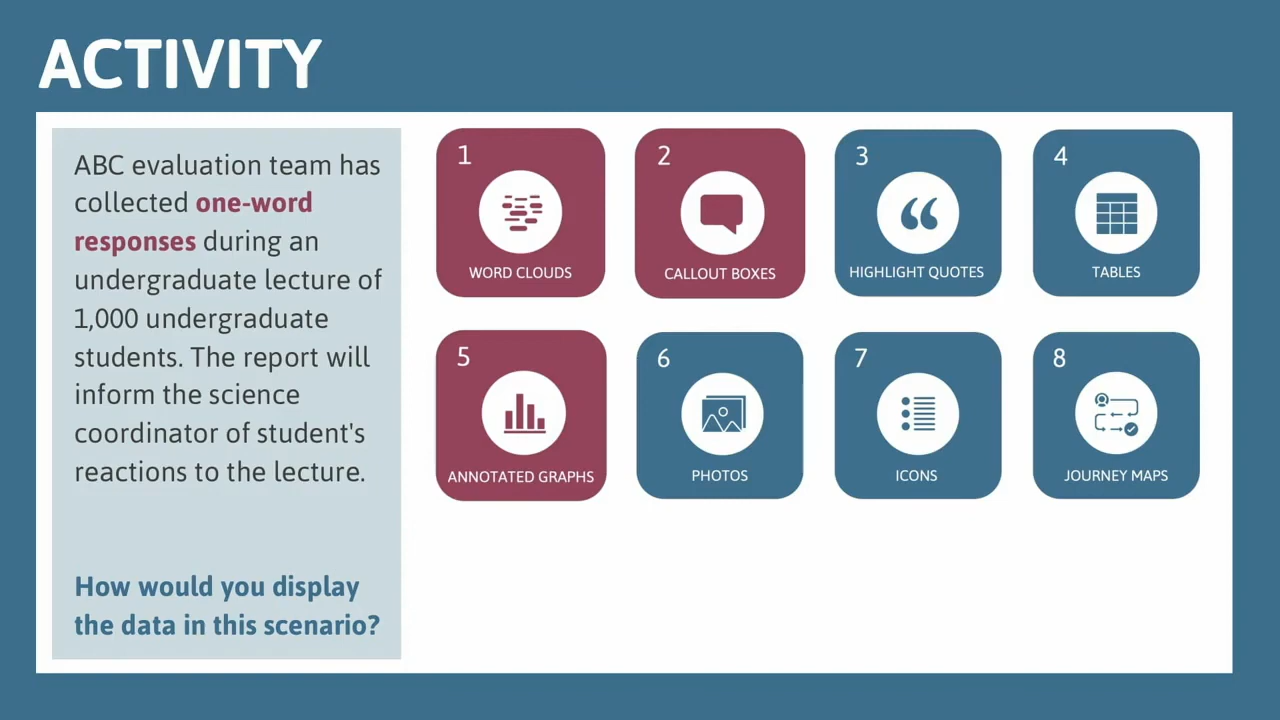 ACTIVITY
ABC evaluation team has
collected one-word
responses during an
undergraduate lecture of
1,000 undergraduate
students. The report will
inform the science
coordinator of student's
reactions to the lecture.
How would you display
the data in this scenario?
1
WORD CLOUDS
2
CALLOUT BOXES
3
HIGHLIGHT QUOTES
4
TABLES
5
ANNOTATED GRAPHS
6
PHOTOS
7
ICONS
8
JOURNEY MAPS